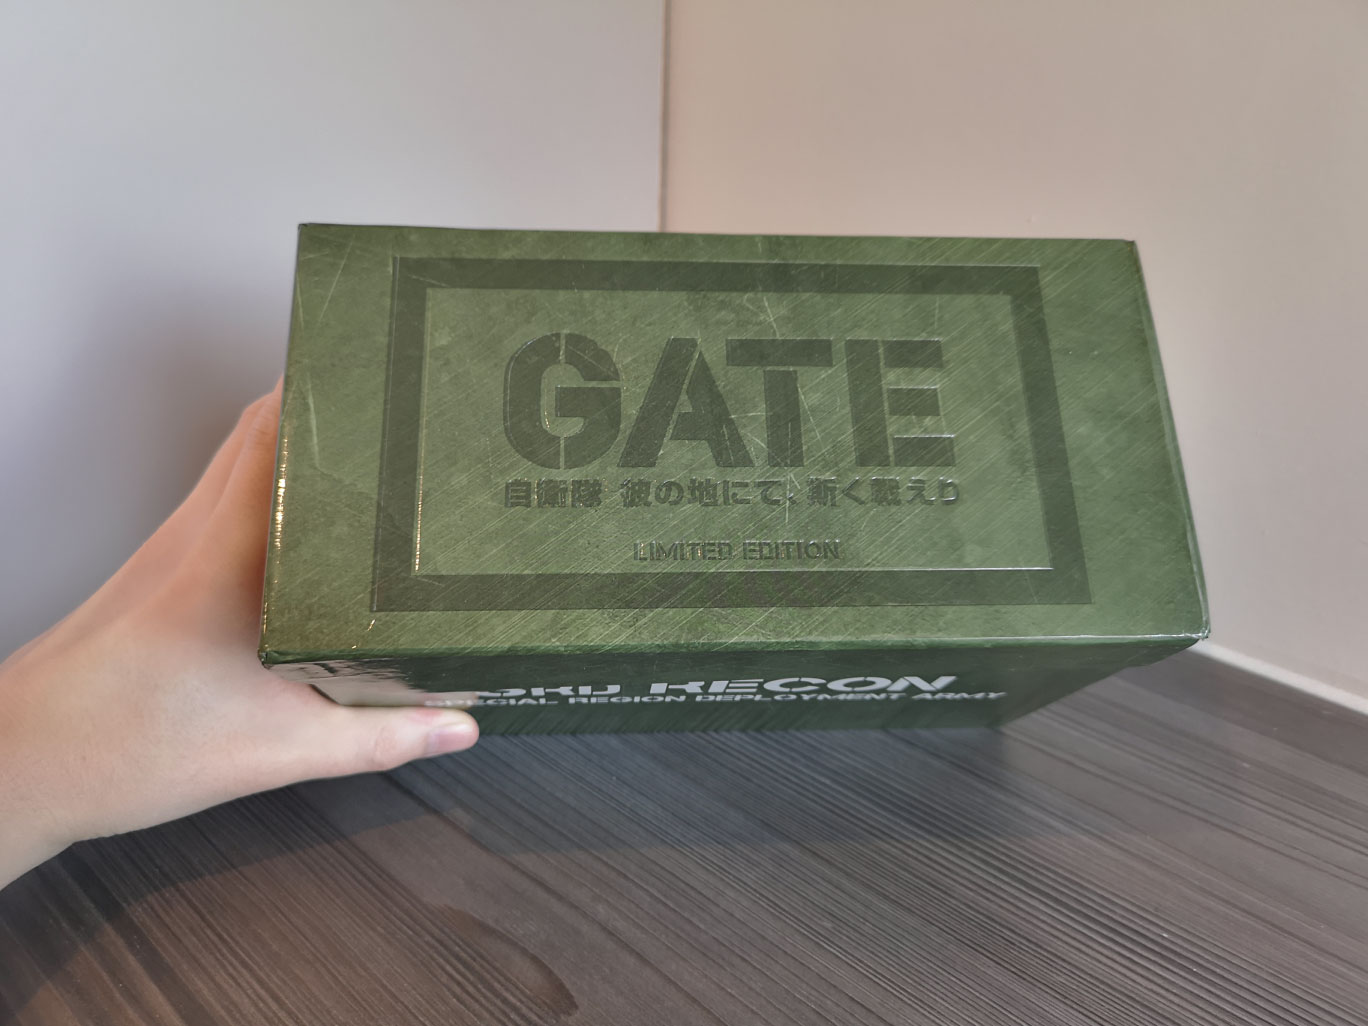 GATE
自衛隊 彼の地にて、斯く戦えり
LIMITED EDITION
3RD RECON
SPECIAL REGION DEPLOYMENT ARMY